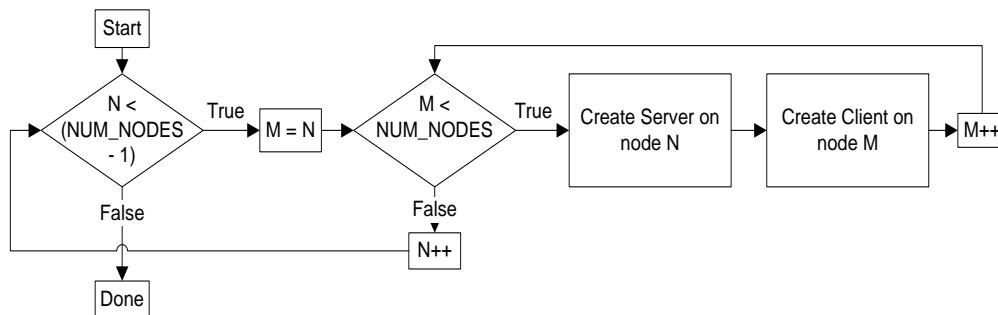 Start
N <
(NUM_NODES
- 1)
True
M = N
M <
NUM_NODES
True
Create Server on
node N
Create Client on
node M
M++
False
False
N++
Done